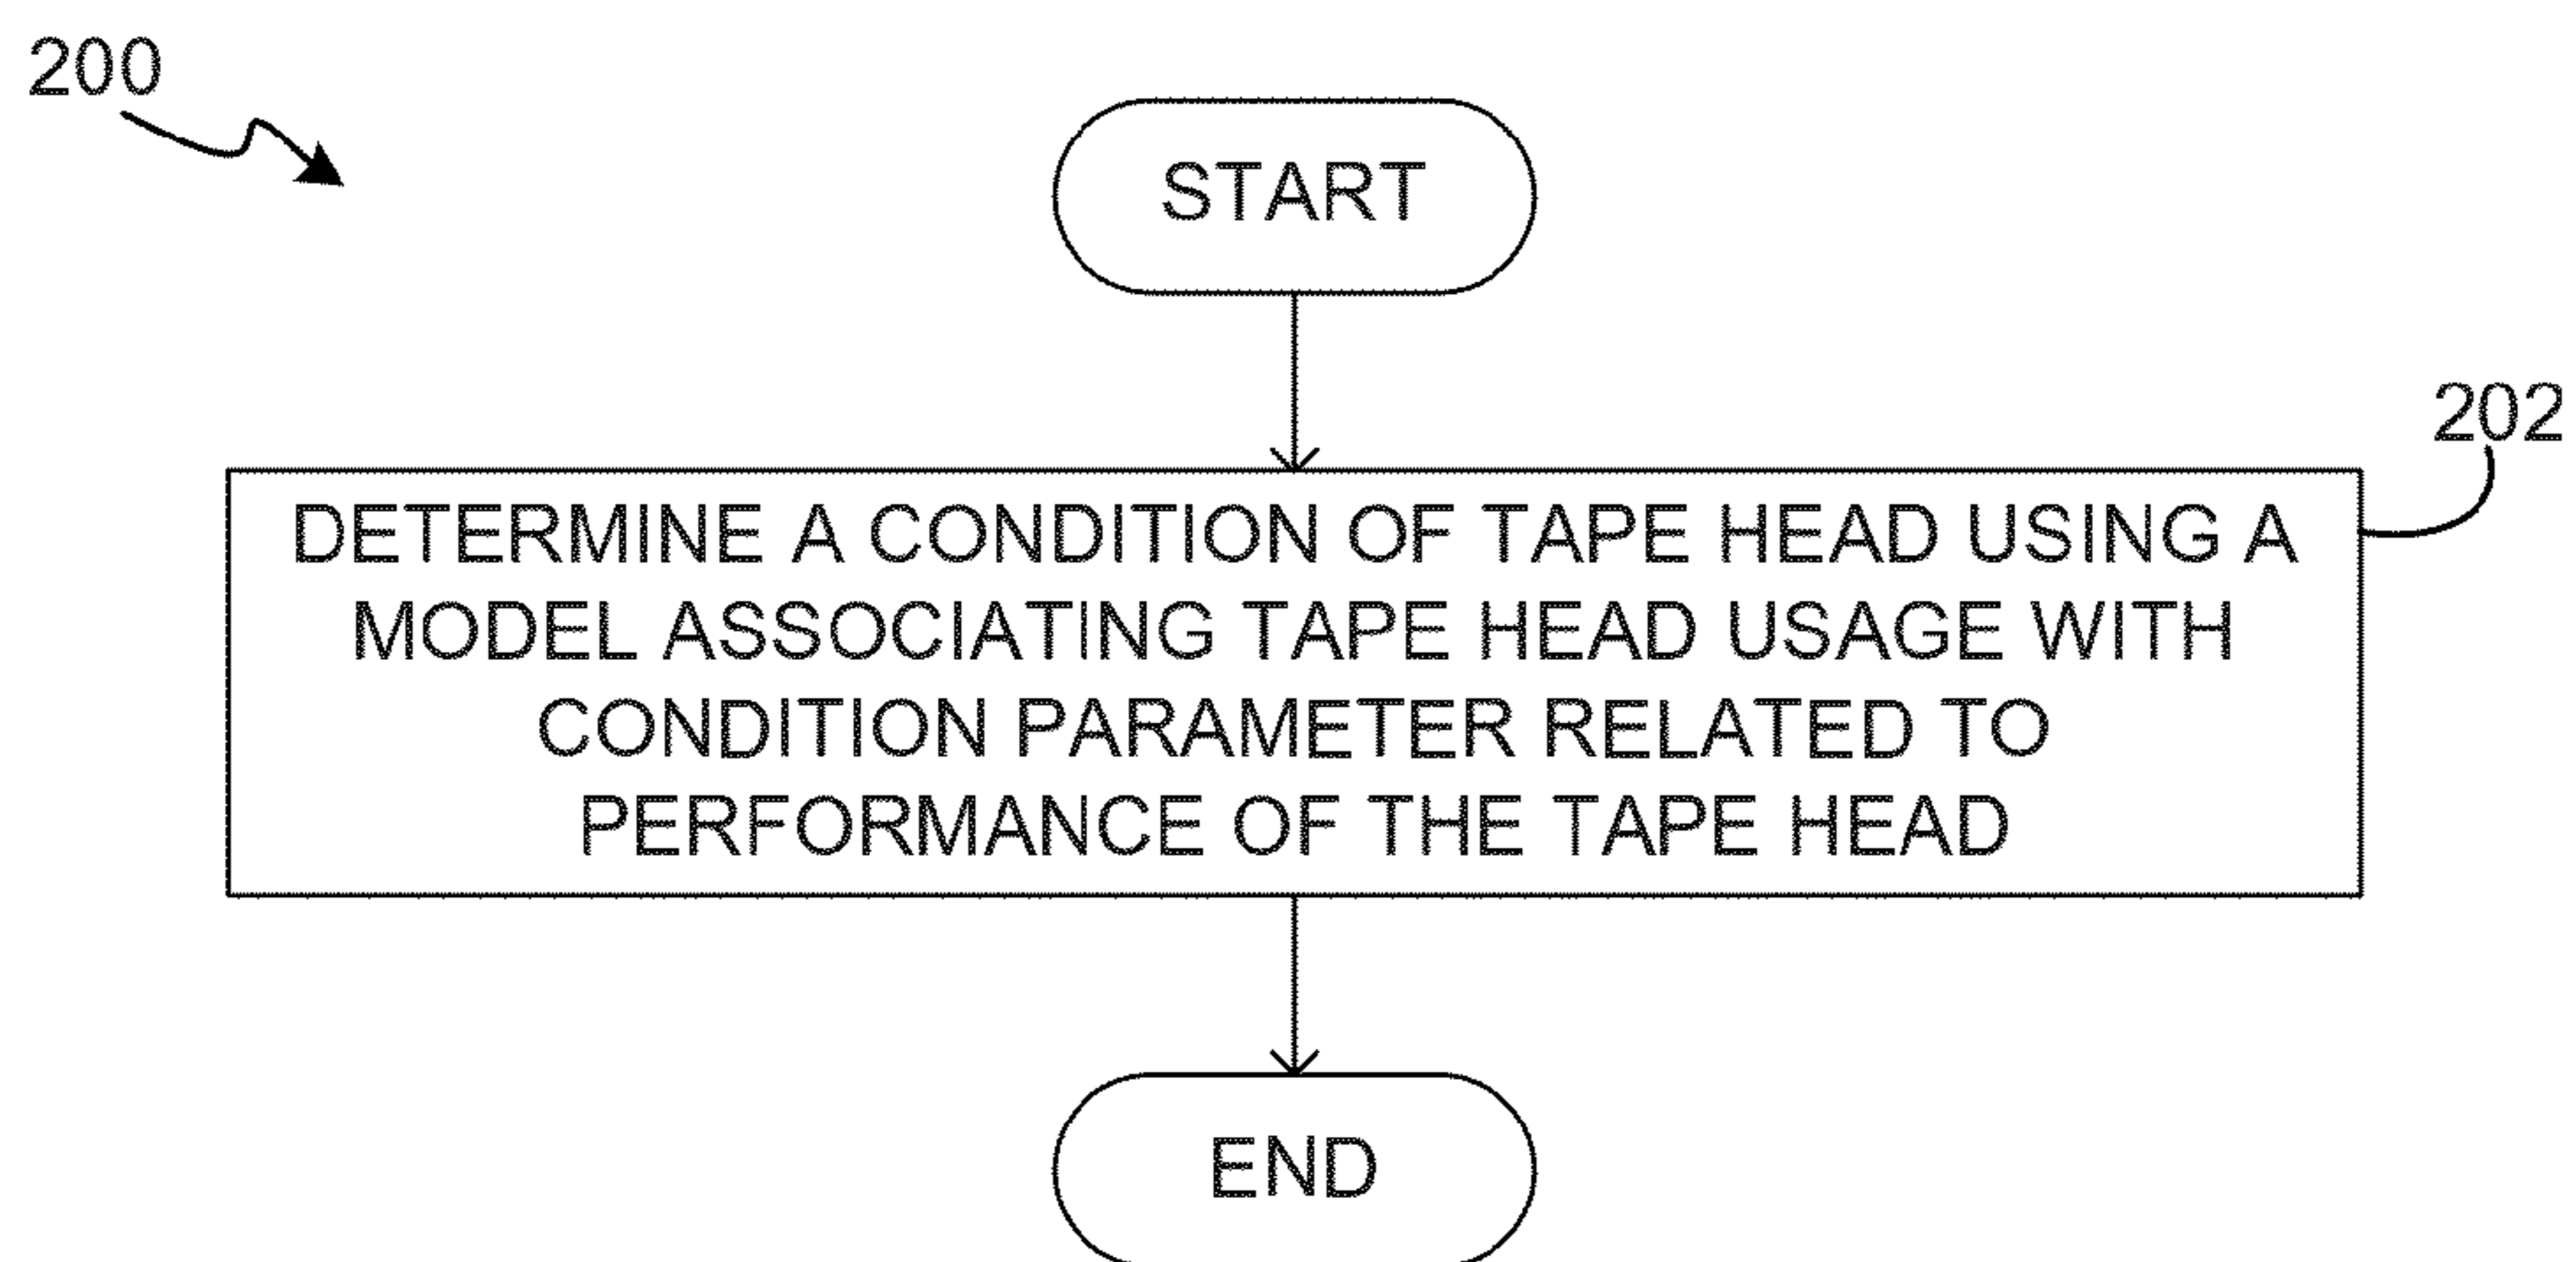 200
START
202
DETERMINE A CONDITION OF TAPE HEAD USING A
MODEL ASSOCIATING TAPE HEAD USAGE WITH
CONDITION PARAMETER RELATED TO
PERFORMANCE OF THE TAPE HEAD
END